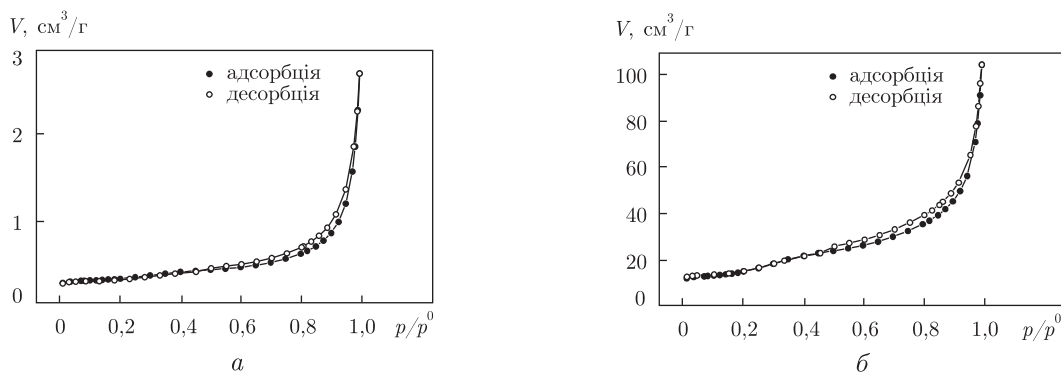 V, см³/г
3
2
1
0
адсорбція
десорбція
0 0,2 0,4 0,6 0,8 1,0 p/p⁰
а
V, см³/г
100
80
60
40
20
0
адсорбція
десорбція
0 0,2 0,4 0,6 0,8 1,0 p/p⁰
б